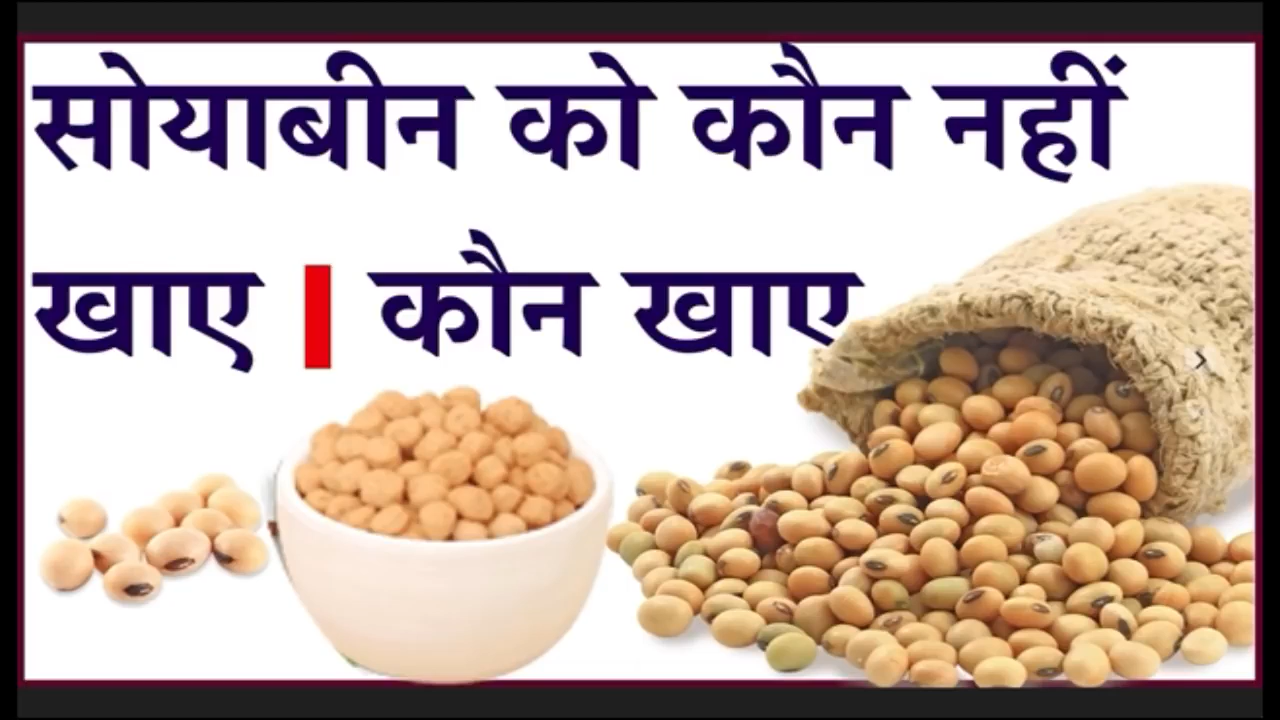 सोयाबीन को कौन नहीं
खाए । कौन खाए